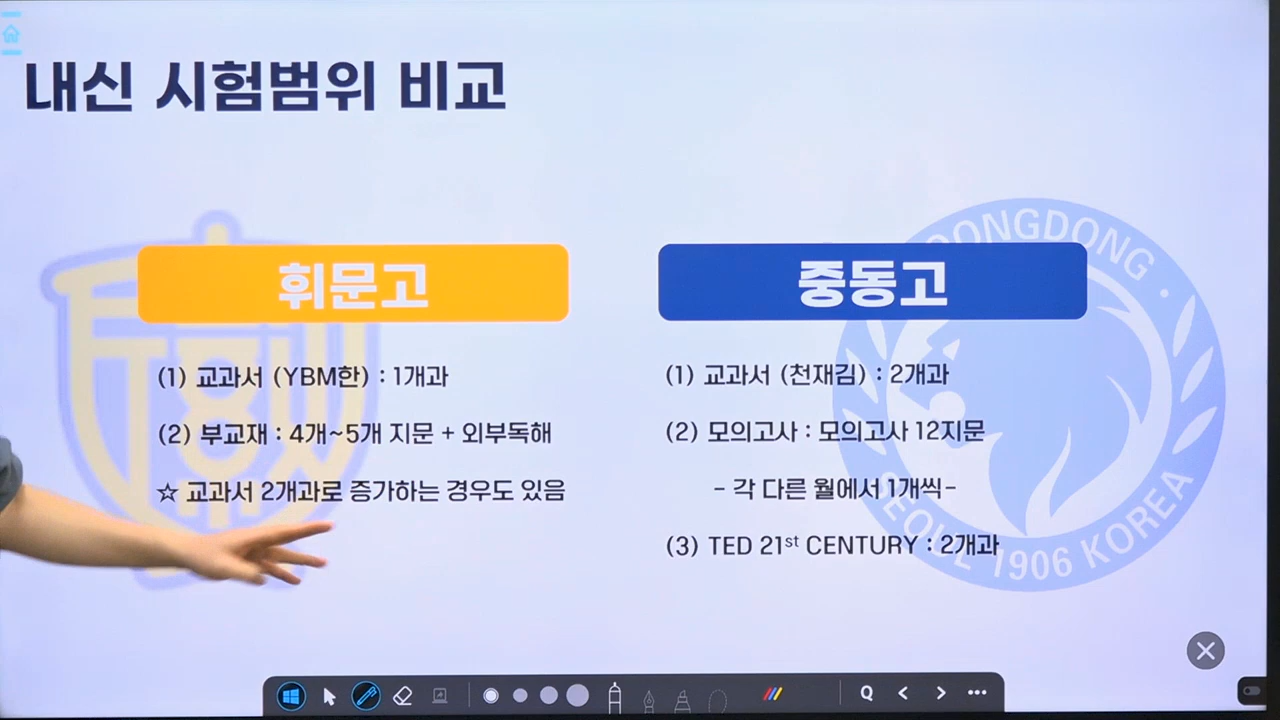 내신 시험범위 비교
휘문고
(1) 교과서 (YBM한) : 1개과
(2) 부교재 : 4개~5개 지문 + 외부독해
☆ 교과서 2개과로 증가하는 경우도 있음
중동고
(1) 교과서 (천재김) : 2개과
(2) 모의고사 : 모의고사 12지문
- 각 다른 월에서 1개씩-
(3) TED 21st CENTURY : 2개과
SEOUL 1906 KOREA